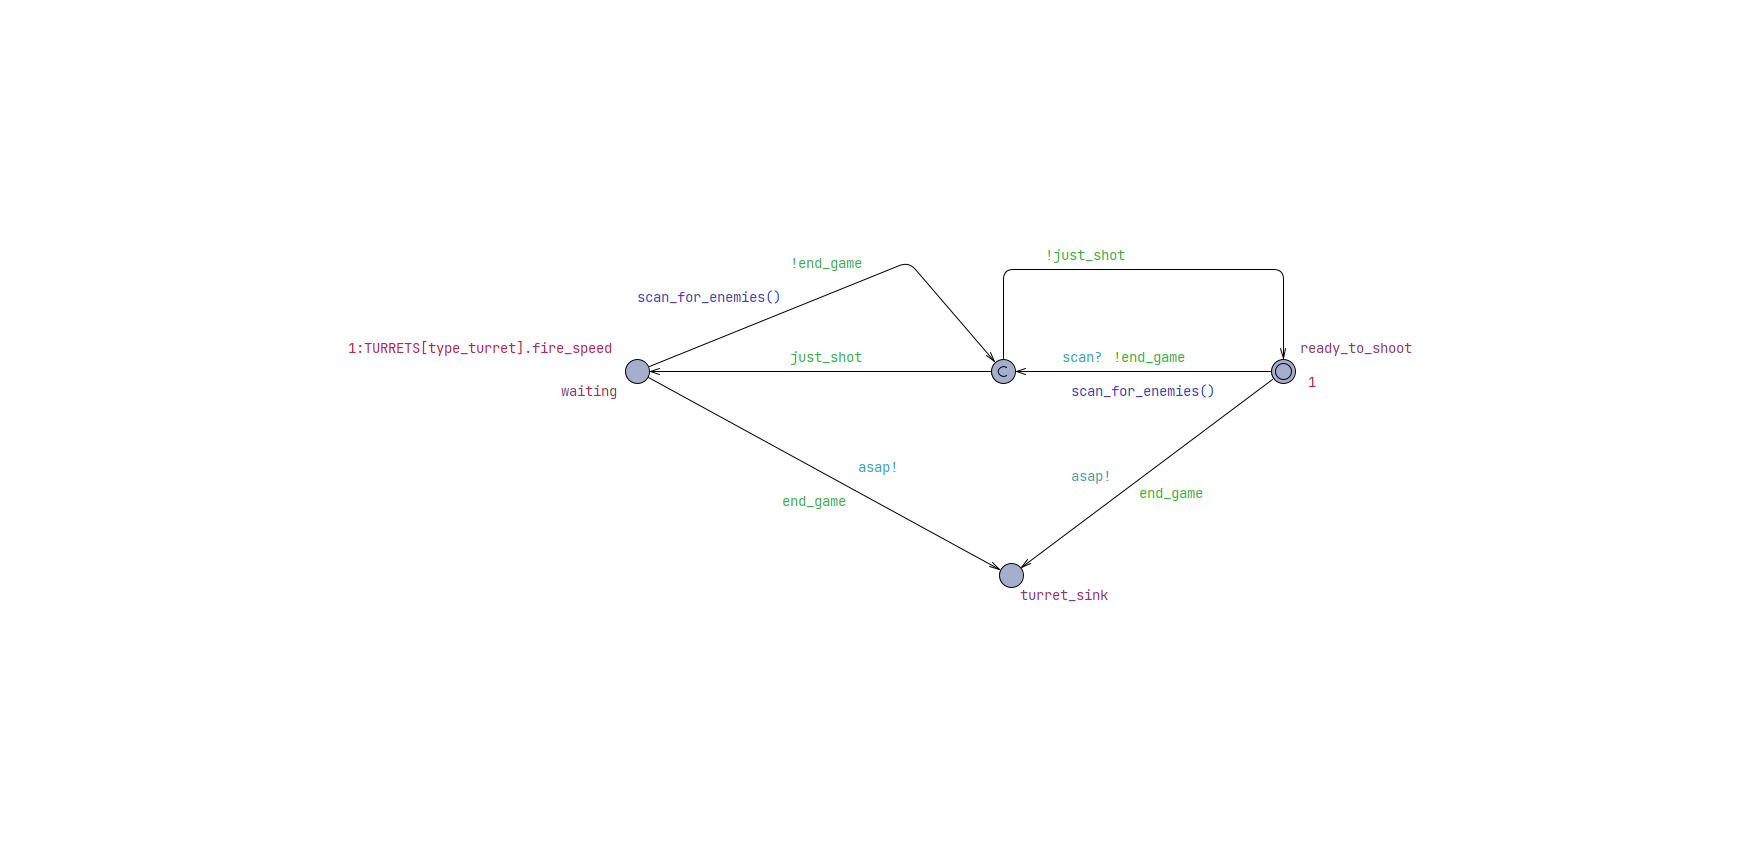 !just_shot
!end_game
scan_for_enemies()
1:TURRETS[type_turret].fire_speed
just_shot
scan? !end_game
ready_to_shoot
C
1
waiting
scan_for_enemies()
asap!
asap!
end_game
end_game
turret_sink